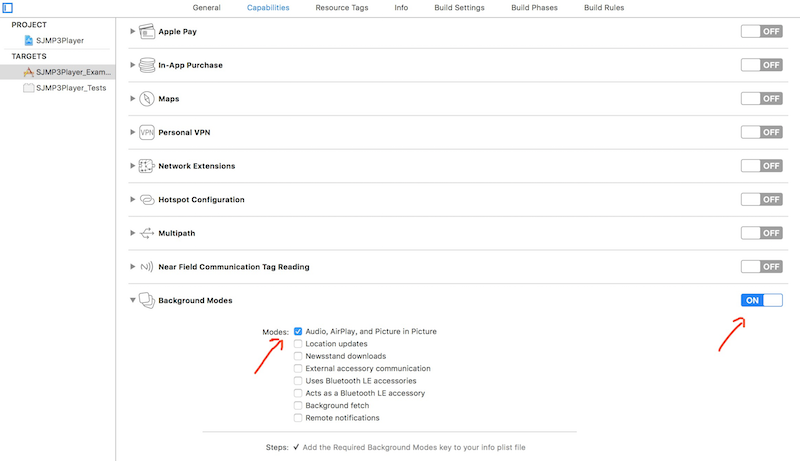 General Capabilities Resource Tags Info Build Settings Build Phases Build Rules
PROJECT
SJMP3Player
TARGETS
SJMP3Player_Exam...
SJMP3Player_Tests
Apple Pay OFF
In-App Purchase OFF
Maps OFF
VPN Personal VPN OFF
Network Extensions OFF
Hotspot Configuration OFF
Multipath OFF
Near Field Communication Tag Reading OFF
Background Modes ON
Modes: Audio, AirPlay, and Picture in Picture
Location updates
Newsstand downloads
External accessory communication
Uses Bluetooth LE accessories
Acts as a Bluetooth LE accessory
Background fetch
Remote notifications
Steps: ✓ Add the Required Background Modes key to your info plist file